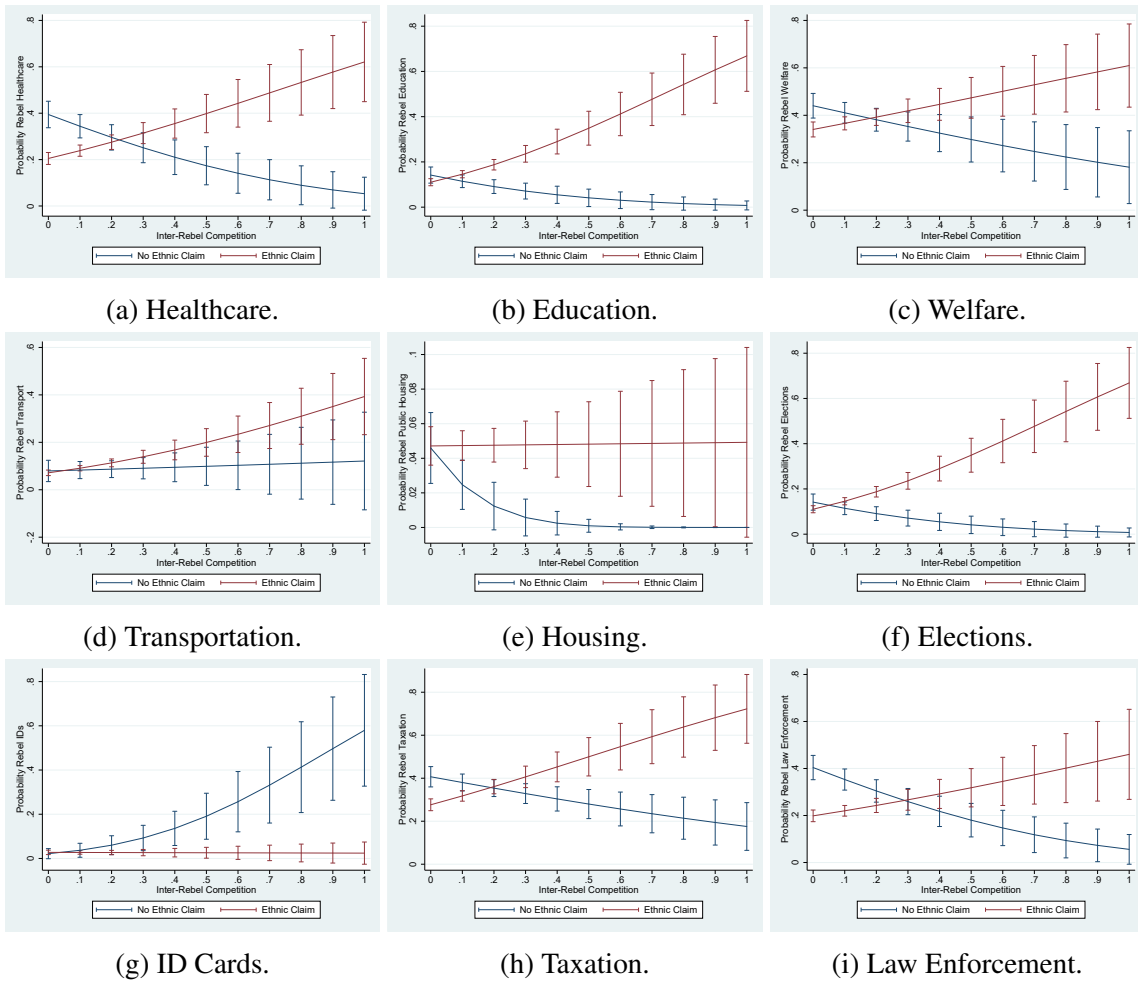 Probability Rebel Healthcare
.8
.6
.4
.2
0
0 .1 .2 .3 .4 .5 .6 .7 .8 .9 1
Inter-Rebel Competition
No Ethnic Claim Ethnic Claim
(a) Healthcare.
Probability Rebel Education
.8
.6
.4
.2
0
0 .1 .2 .3 .4 .5 .6 .7 .8 .9 1
Inter-Rebel Competition
No Ethnic Claim Ethnic Claim
(b) Education.
Probability Rebel Welfare
.8
.6
.4
.2
0
0 .1 .2 .3 .4 .5 .6 .7 .8 .9 1
Inter-Rebel Competition
No Ethnic Claim Ethnic Claim
(c) Welfare.
Probability Rebel Transport
.6
.4
.2
0
-.2
0 .1 .2 .3 .4 .5 .6 .7 .8 .9 1
Inter-Rebel Competition
No Ethnic Claim Ethnic Claim
(d) Transportation.
Probability Rebel Public Housing
.1
.08
.06
.04
.02
0
0 .1 .2 .3 .4 .5 .6 .7 .8 .9 1
Inter-Rebel Competition
No Ethnic Claim Ethnic Claim
(e) Housing.
Probability Rebel Elections
.8
.6
.4
.2
0
0 .1 .2 .3 .4 .5 .6 .7 .8 .9 1
Inter-Rebel Competition
No Ethnic Claim Ethnic Claim
(f) Elections.
Probability Rebel IDs
.8
.6
.4
.2
0
0 .1 .2 .3 .4 .5 .6 .7 .8 .9 1
Inter-Rebel Competition
No Ethnic Claim Ethnic Claim
(g) ID Cards.
Probability Rebel Taxation
.8
.6
.4
.2
0
0 .1 .2 .3 .4 .5 .6 .7 .8 .9 1
Inter-Rebel Competition
No Ethnic Claim Ethnic Claim
(h) Taxation.
Probability Rebel Law Enforcement
.8
.6
.4
.2
0
0 .1 .2 .3 .4 .5 .6 .7 .8 .9 1
Inter-Rebel Competition
No Ethnic Claim Ethnic Claim
(i) Law Enforcement.